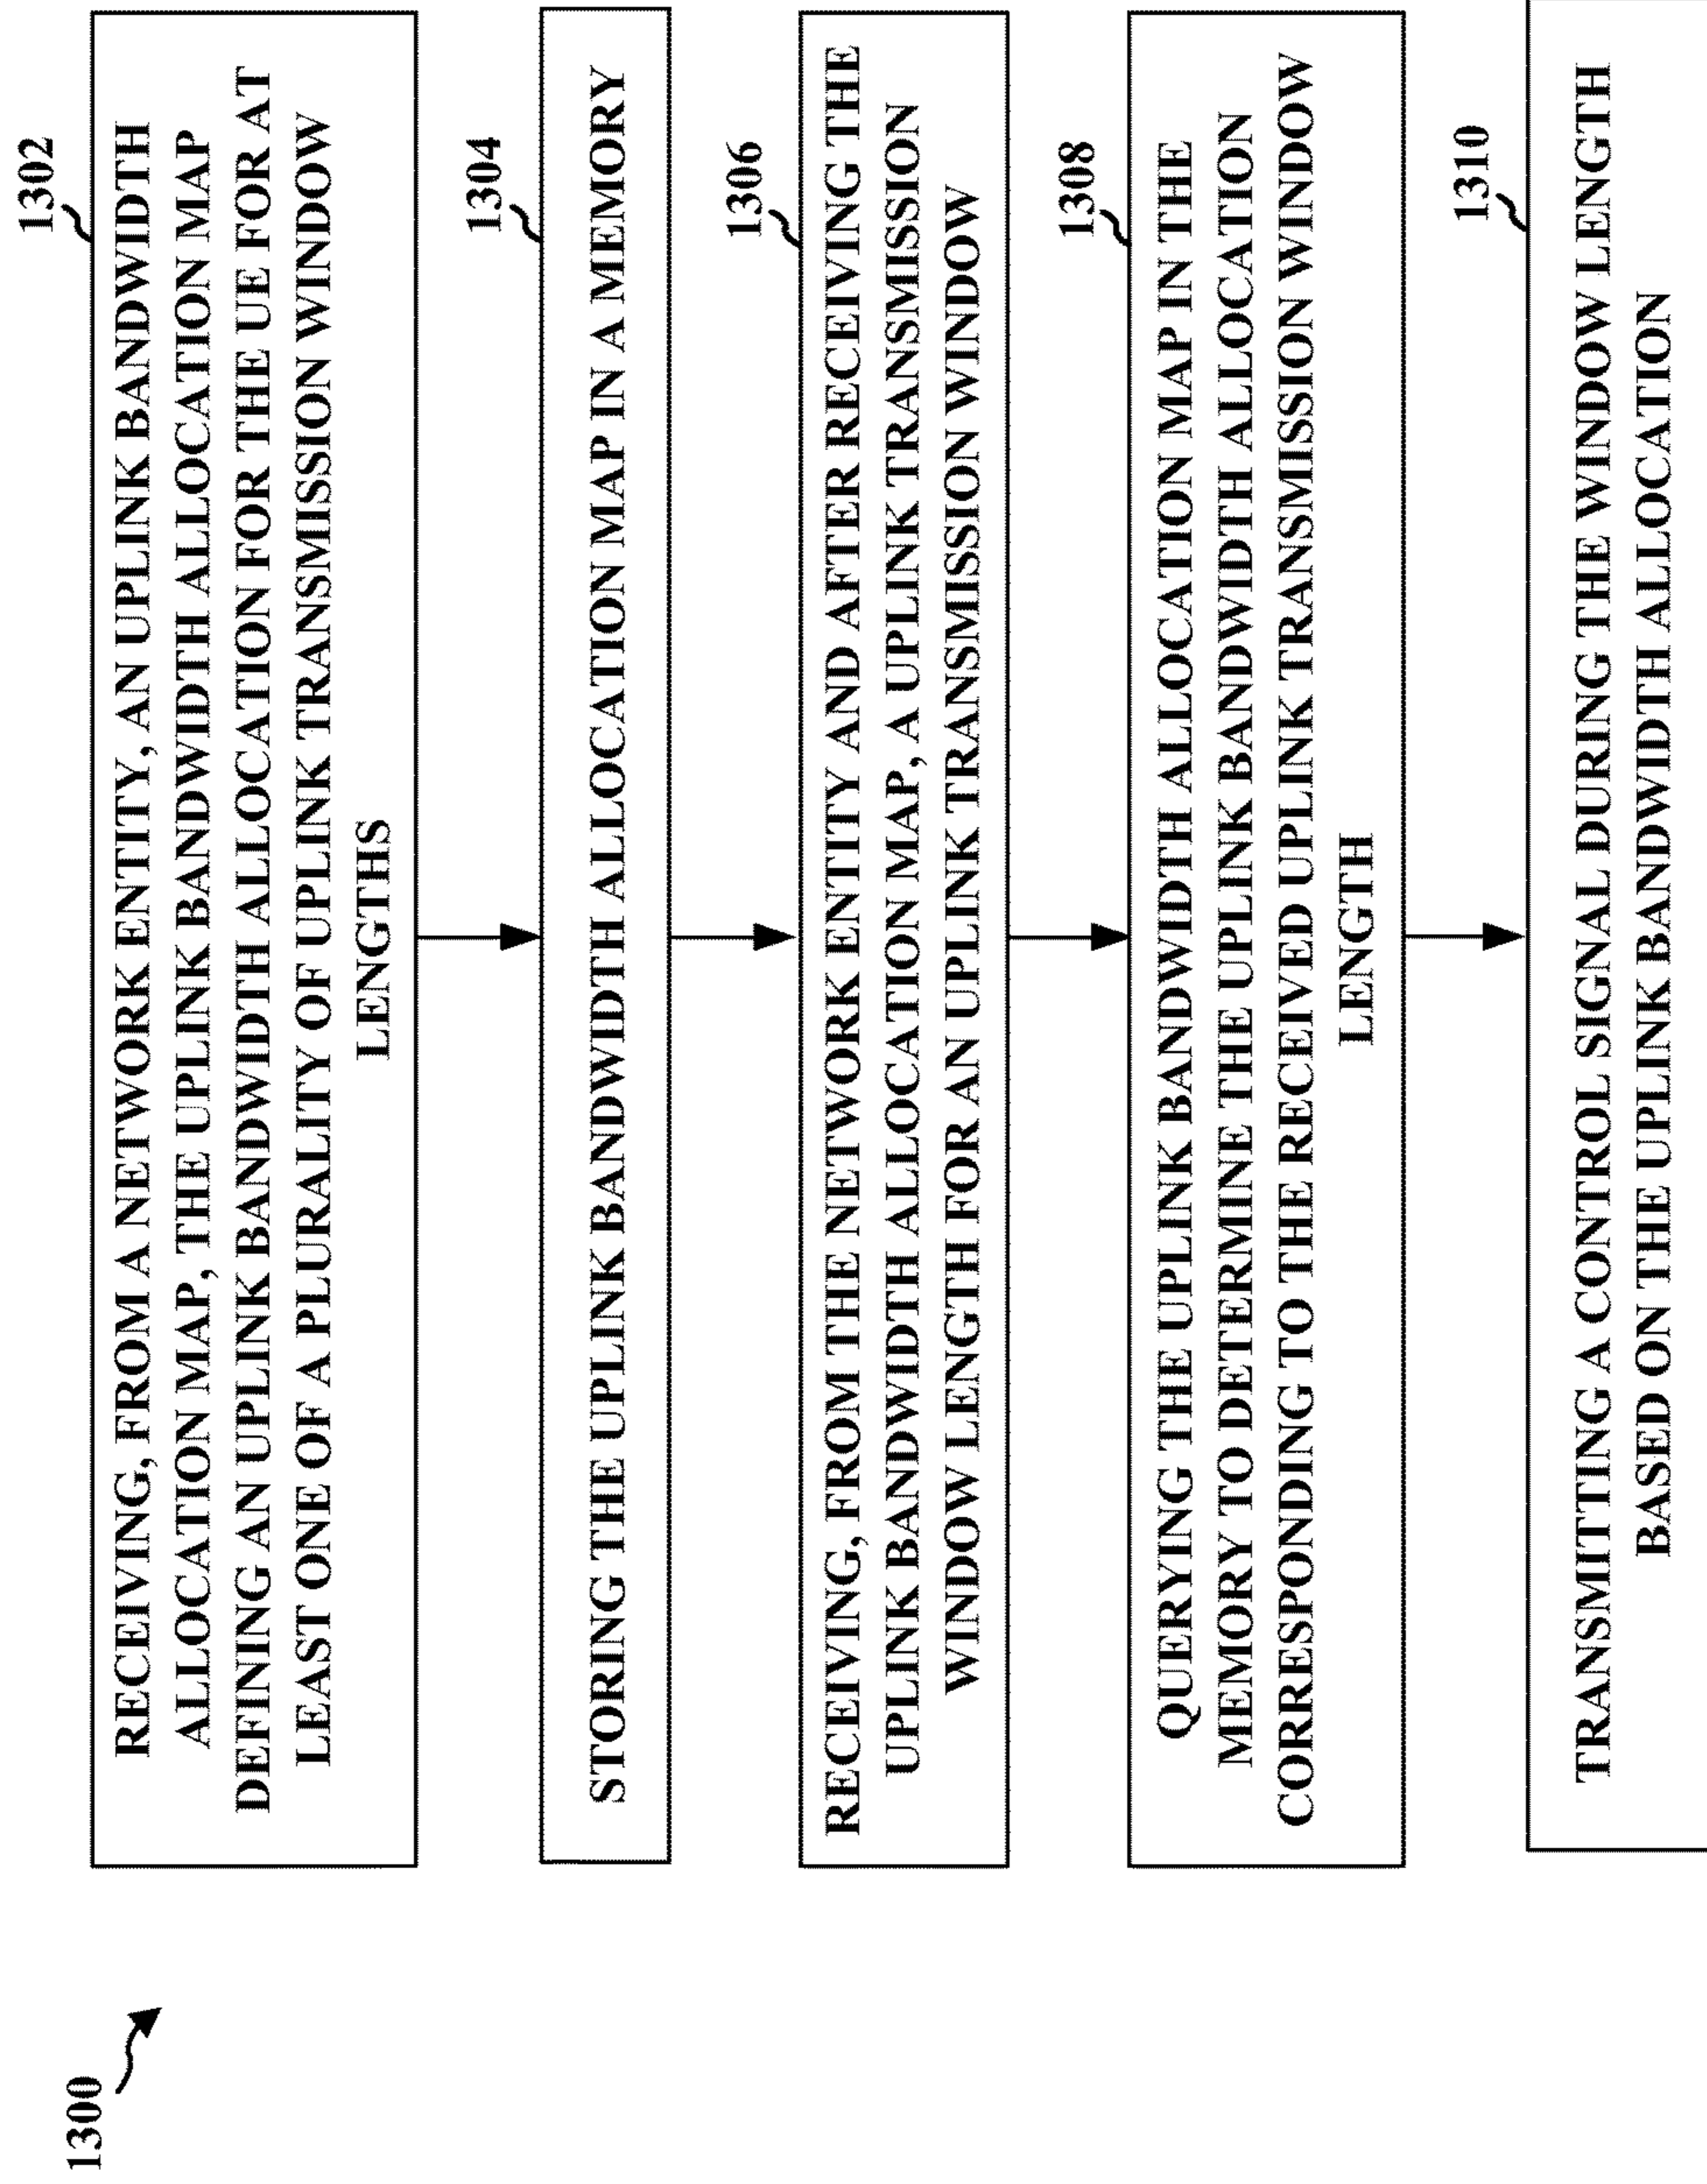 1300
1302
RECEIVING, FROM A NETWORK ENTITY, AN UPLINK BANDWIDTH
ALLOCATION MAP, THE UPLINK BANDWIDTH ALLOCATION MAP
DEFINING AN UPLINK BANDWIDTH ALLOCATION FOR THE UE FOR AT
LEAST ONE OF A PLURALITY OF UPLINK TRANSMISSION WINDOW
LENGTHS
1304
STORING THE UPLINK BANDWIDTH ALLOCATION MAP IN A MEMORY
1306
RECEIVING, FROM THE NETWORK ENTITY AND AFTER RECEIVING THE
UPLINK BANDWIDTH ALLOCATION MAP, A UPLINK TRANSMISSION
WINDOW LENGTH FOR AN UPLINK TRANSMISSION WINDOW
1308
QUERYING THE UPLINK BANDWIDTH ALLOCATION MAP IN THE
MEMORY TO DETERMINE THE UPLINK BANDWIDTH ALLOCATION
CORRESPONDING TO THE RECEIVED UPLINK TRANSMISSION WINDOW
LENGTH
1310
TRANSMITTING A CONTROL SIGNAL DURING THE WINDOW LENGTH
BASED ON THE UPLINK BANDWIDTH ALLOCATION